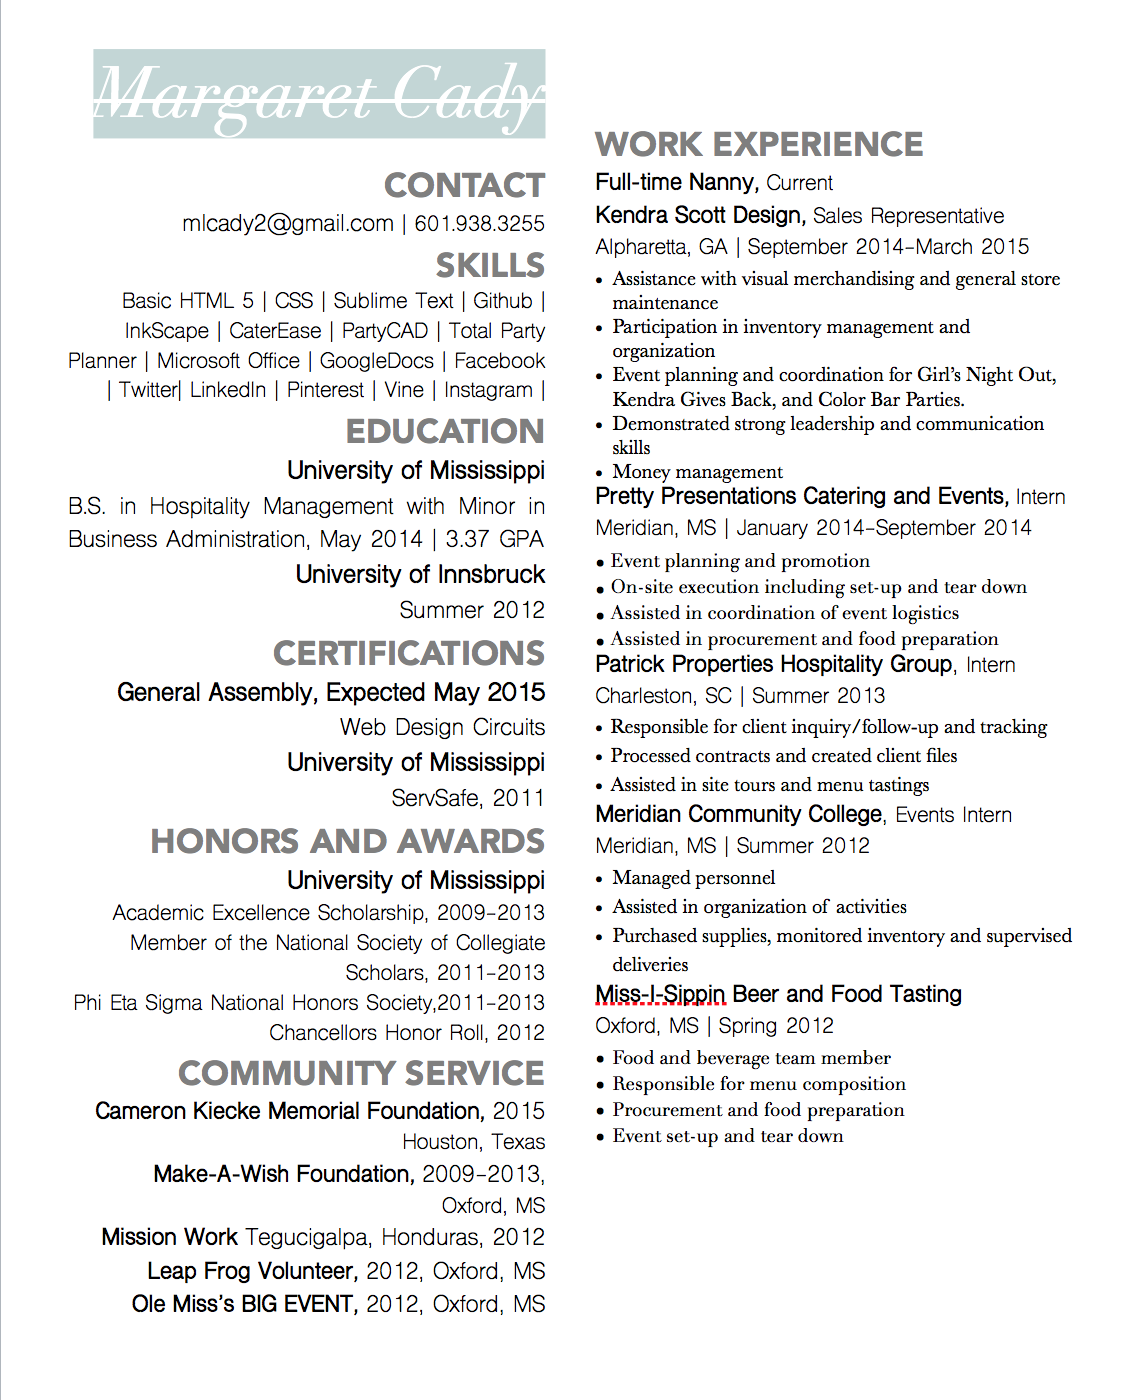 Margaret Cady
CONTACT
mlcady2@gmail.com | 601.938.3255
SKILLS
Basic HTML 5 | CSS | Sublime Text | Github |
InkScape | CaterEase | PartyCAD | Total Party
Planner | Microsoft Office | GoogleDocs | Facebook
| Twitter| LinkedIn | Pinterest | Vine | Instagram |
EDUCATION
University of Mississippi
B.S. in Hospitality Management with Minor in
Business Administration, May 2014 | 3.37 GPA
University of Innsbruck
Summer 2012
CERTIFICATIONS
General Assembly, Expected May 2015
Web Design Circuits
University of Mississippi
ServSafe, 2011
HONORS AND AWARDS
University of Mississippi
Academic Excellence Scholarship, 2009–2013
Member of the National Society of Collegiate
Scholars, 2011–2013
Phi Eta Sigma National Honors Society,2011–2013
Chancellors Honor Roll, 2012
COMMUNITY SERVICE
Cameron Kiecke Memorial Foundation, 2015
Houston, Texas
Make-A-Wish Foundation, 2009–2013,
Oxford, MS
Mission Work Tegucigalpa, Honduras, 2012
Leap Frog Volunteer, 2012, Oxford, MS
Ole Miss's BIG EVENT, 2012, Oxford, MS
WORK EXPERIENCE
Full-time Nanny, Current
Kendra Scott Design, Sales Representative
Alpharetta, GA | September 2014–March 2015
• Assistance with visual merchandising and general store
maintenance
• Participation in inventory management and
organization
• Event planning and coordination for Girl's Night Out,
Kendra Gives Back, and Color Bar Parties.
• Demonstrated strong leadership and communication
skills
• Money management
Pretty Presentations Catering and Events, Intern
Meridian, MS | January 2014–September 2014
• Event planning and promotion
• On-site execution including set-up and tear down
• Assisted in coordination of event logistics
• Assisted in procurement and food preparation
Patrick Properties Hospitality Group, Intern
Charleston, SC | Summer 2013
• Responsible for client inquiry/follow-up and tracking
• Processed contracts and created client files
• Assisted in site tours and menu tastings
Meridian Community College, Events Intern
Meridian, MS | Summer 2012
• Managed personnel
• Assisted in organization of activities
• Purchased supplies, monitored inventory and supervised
deliveries
Miss-I-Sippin Beer and Food Tasting
Oxford, MS | Spring 2012
• Food and beverage team member
• Responsible for menu composition
• Procurement and food preparation
• Event set-up and tear down